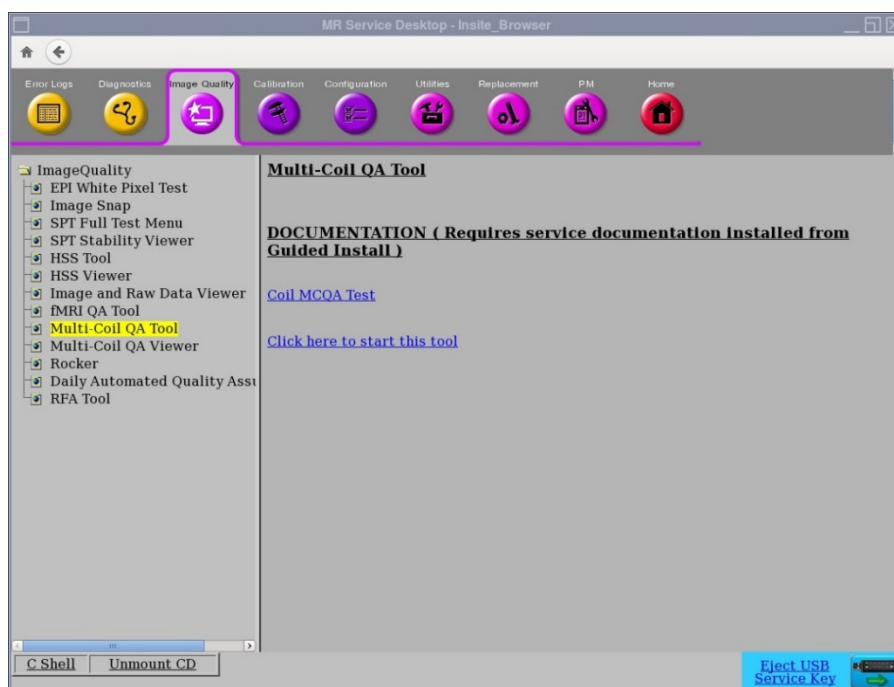 MR Service Desktop - Insite_Browser
Error Logs
Diagnostics
Image Quality
Calibration
Configuration
Utilities
Replacement
PM
Home
ImageQuality
EPI White Pixel Test
Image Snap
SPT Full Test Menu
SPT Stability Viewer
HSS Tool
HSS Viewer
Image and Raw Data Viewer
fMRI QA Tool
Multi-Coil QA Tool
Multi-Coil QA Viewer
Rocker
Daily Automated Quality Assu
RFA Tool
Multi-Coil QA Tool
DOCUMENTATION ( Requires service documentation installed from
Guided Install )
Coil MCQA Test
Click here to start this tool
C Shell
Unmount CD
Eject USB
Service Key